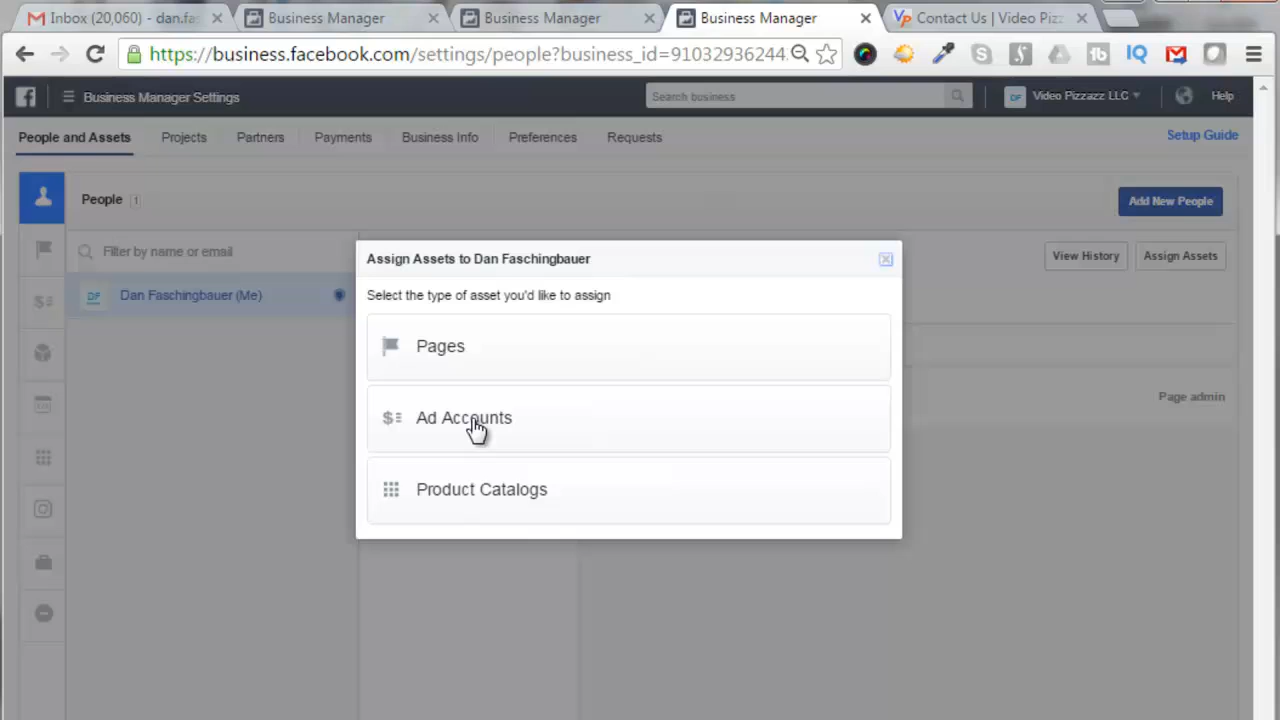 Inbox (20,060) - dan.fas
Business Manager
Business Manager
Business Manager
Contact Us | Video Pizz
https://business.facebook.com/settings/people?business_id=91032936244
Business Manager Settings
Search business
DF
Video Pizzazz LLC
Help
People and Assets
Projects
Partners
Payments
Business Info
Preferences
Requests
Setup Guide
People 1
Add New People
Filter by name or email
View History
Assign Assets
DF
Dan Faschingbauer (Me)
Assign Assets to Dan Faschingbauer
Select the type of asset you'd like to assign
Pages
Page admin
Ad Accounts
Product Catalogs